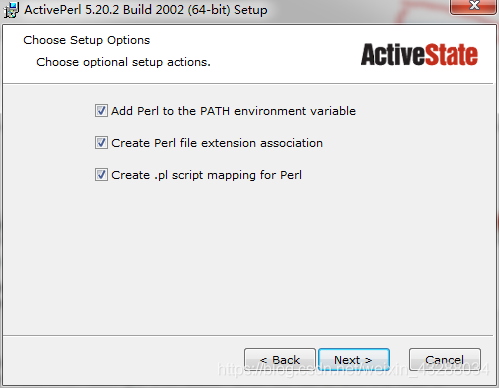 ActivePerl 5.20.2 Build 2002 (64-bit) Setup
Choose Setup Options
Choose optional setup actions.
ActiveState
Add Perl to the PATH environment variable
Create Perl file extension association
Create .pl script mapping for Perl
< Back
Next >
Cancel
https://blog.csdn.net/weixin_43288034